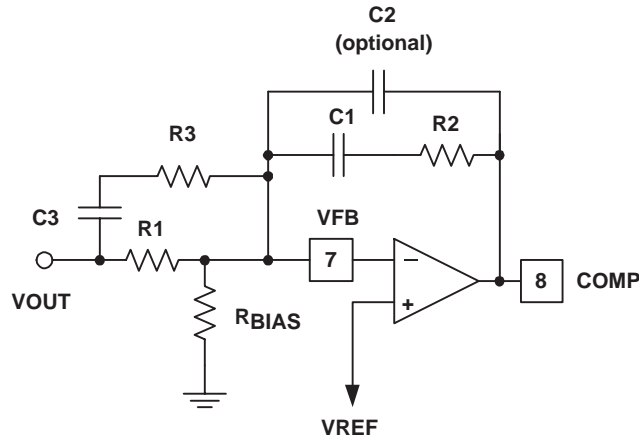 C2
(optional)
C1
R2
R3
C3
R1
VFB
7
VOUT
RBIAS
–
+
8
COMP
VREF